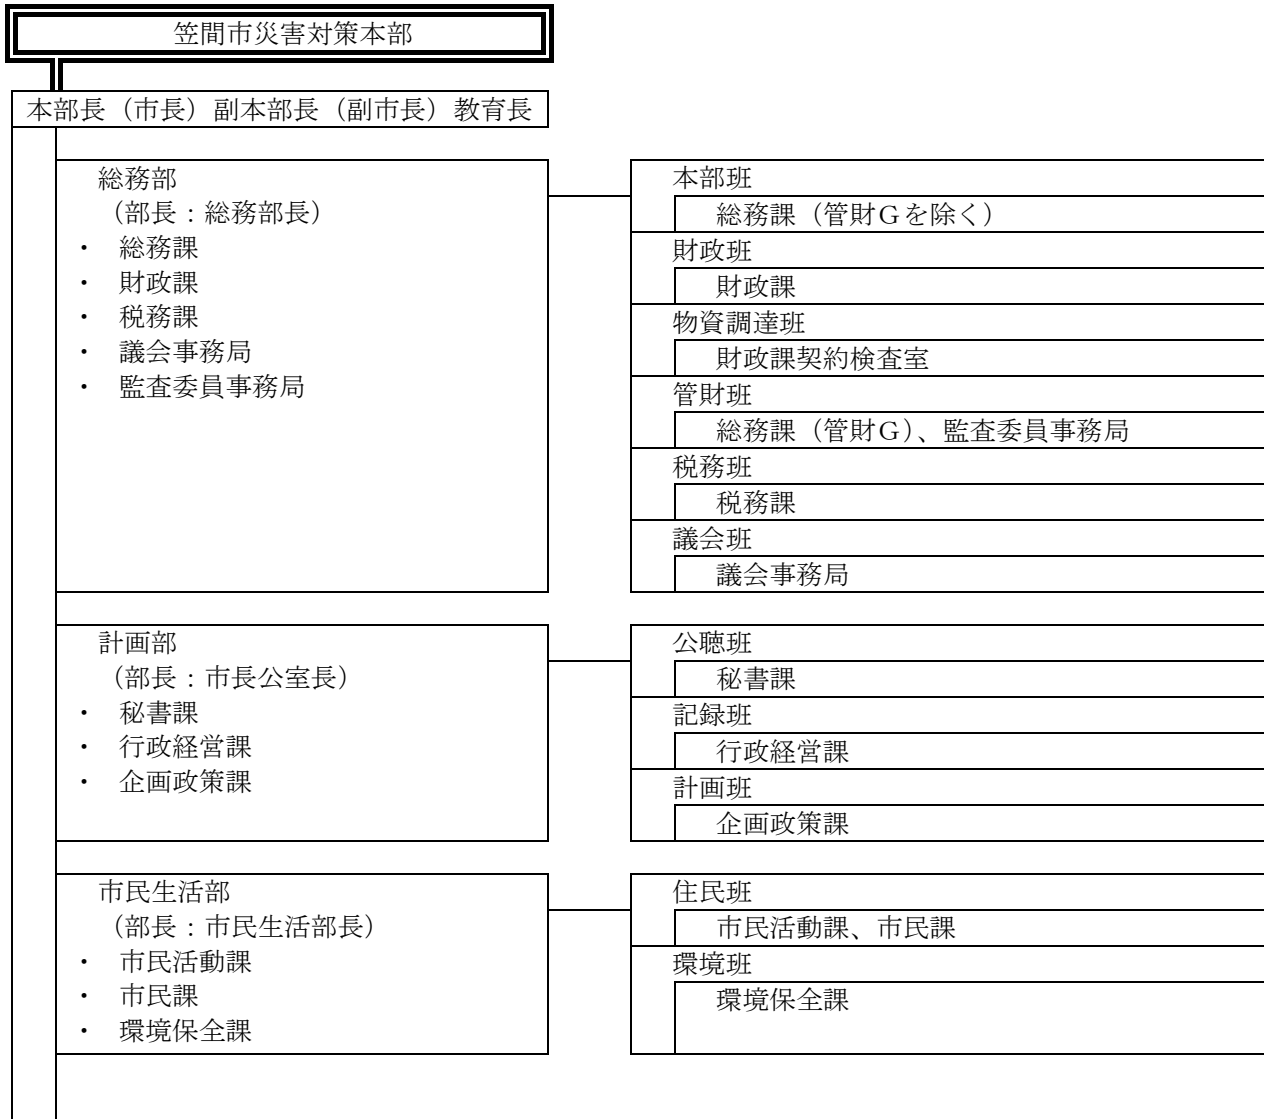 笠間市災害対策本部
本部長（市長）副本部長（副市長）教育長
総務部
（部長：総務部長）
・ 総務課
・ 財政課
・ 税務課
・ 議会事務局
・ 監査委員事務局
本部班
総務課（管財Ｇを除く）
財政班
財政課
物資調達班
財政課契約検査室
管財班
総務課（管財Ｇ）、監査委員事務局
税務班
税務課
議会班
議会事務局
計画部
（部長：市長公室長）
・ 秘書課
・ 行政経営課
・ 企画政策課
公聴班
秘書課
記録班
行政経営課
計画班
企画政策課
市民生活部
（部長：市民生活部長）
・ 市民活動課
・ 市民課
・ 環境保全課
住民班
市民活動課、市民課
環境班
環境保全課